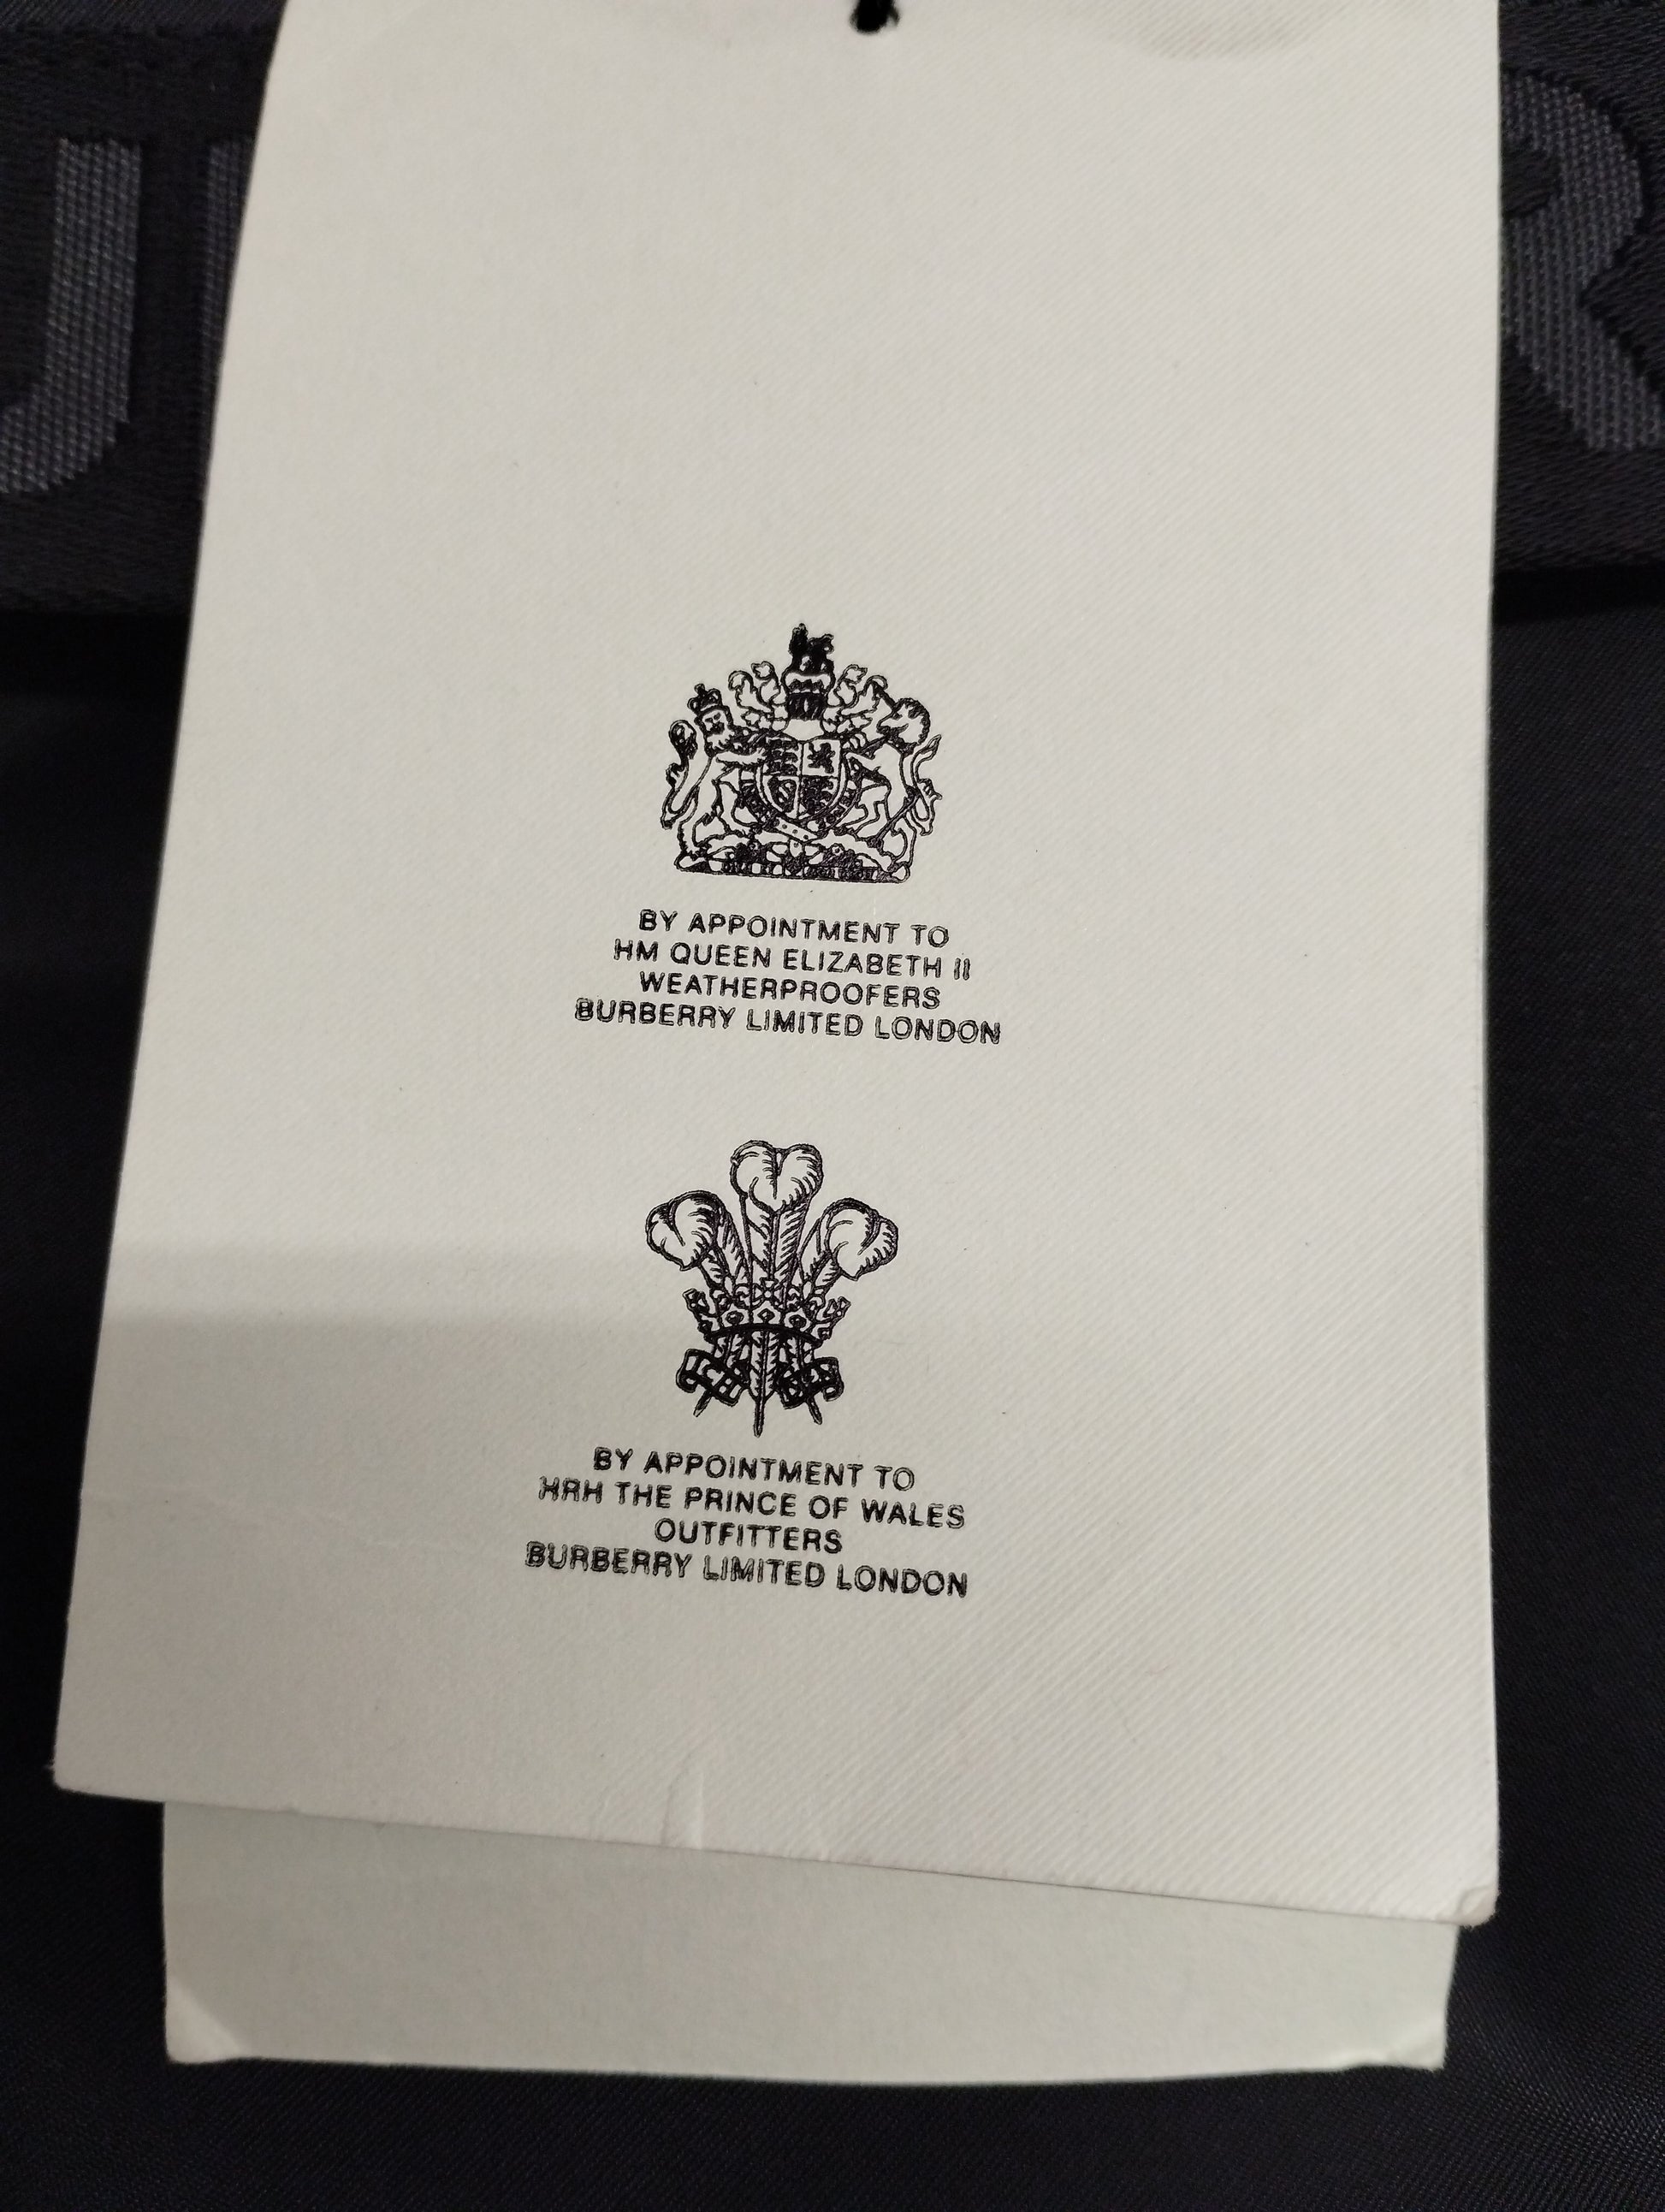 BY APPOINTMENT TO
HM QUEEN ELIZABETH II
WEATHERPROOFERS
BURBERRY LIMITED LONDON
BY APPOINTMENT TO
HRH THE PRINCE OF WALES
OUTFITTERS
BURBERRY LIMITED LONDON